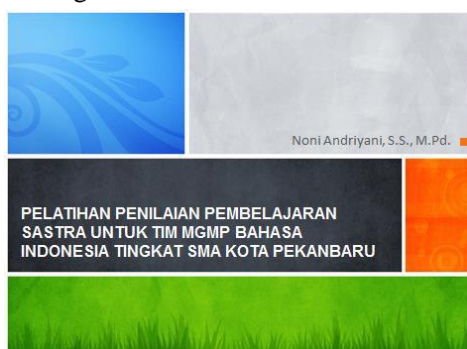 Noni Andriyani, S.S., M.Pd.
PELATIHAN PENILAIAN PEMBELAJARAN
SASTRA UNTUK TIM MGMP BAHASA
INDONESIA TINGKAT SMA KOTA PEKANBARU